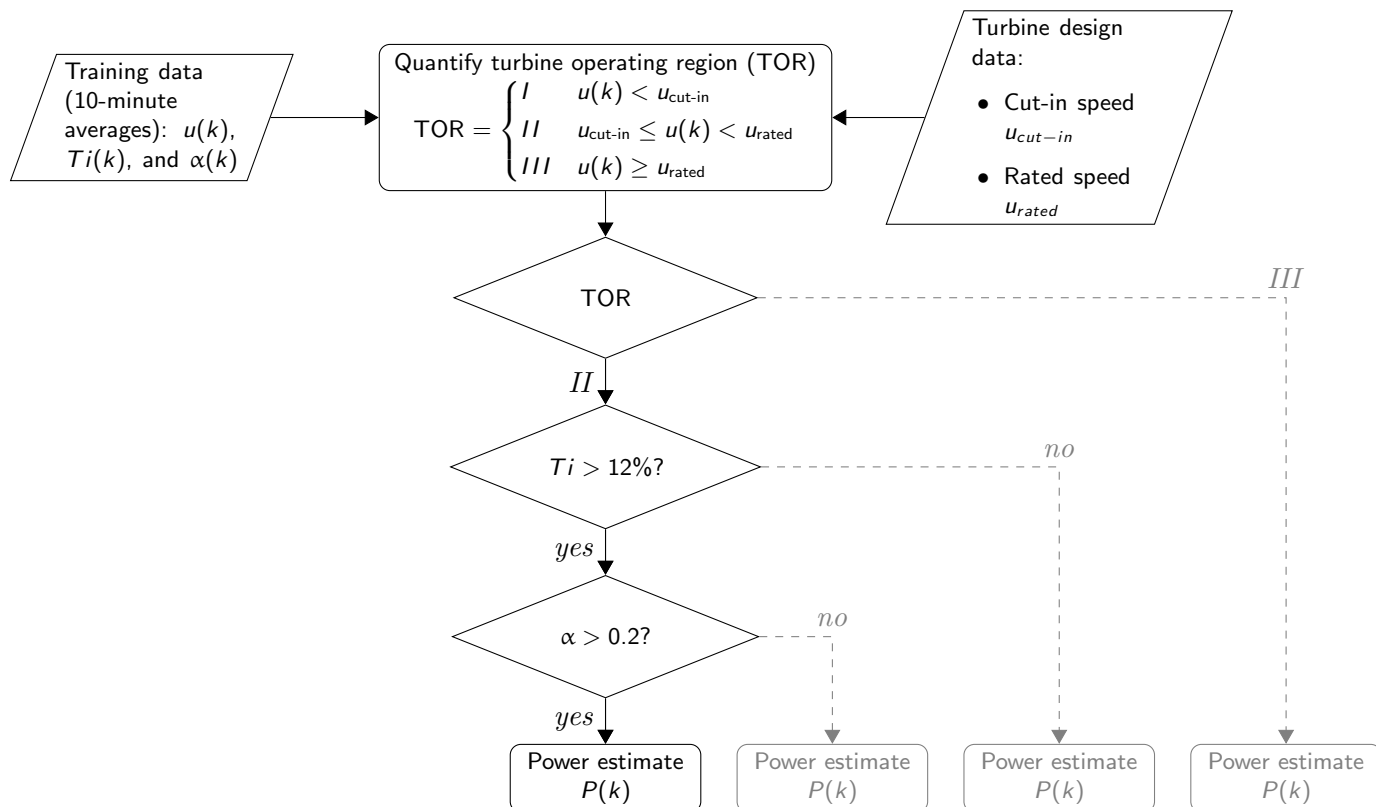 Training data
(10-minute
averages): u(k),
Ti(k), and α(k)
Quantify turbine operating region (TOR)
TOR = { I u(k) < u_cut-in
II u_cut-in ≤ u(k) < u_rated
III u(k) ≥ u_rated
Turbine design
data:
• Cut-in speed
u_cut−in
• Rated speed
u_rated
TOR
III
II
Ti > 12%?
no
yes
α > 0.2?
no
yes
Power estimate
P(k)
Power estimate
P(k)
Power estimate
P(k)
Power estimate
P(k)